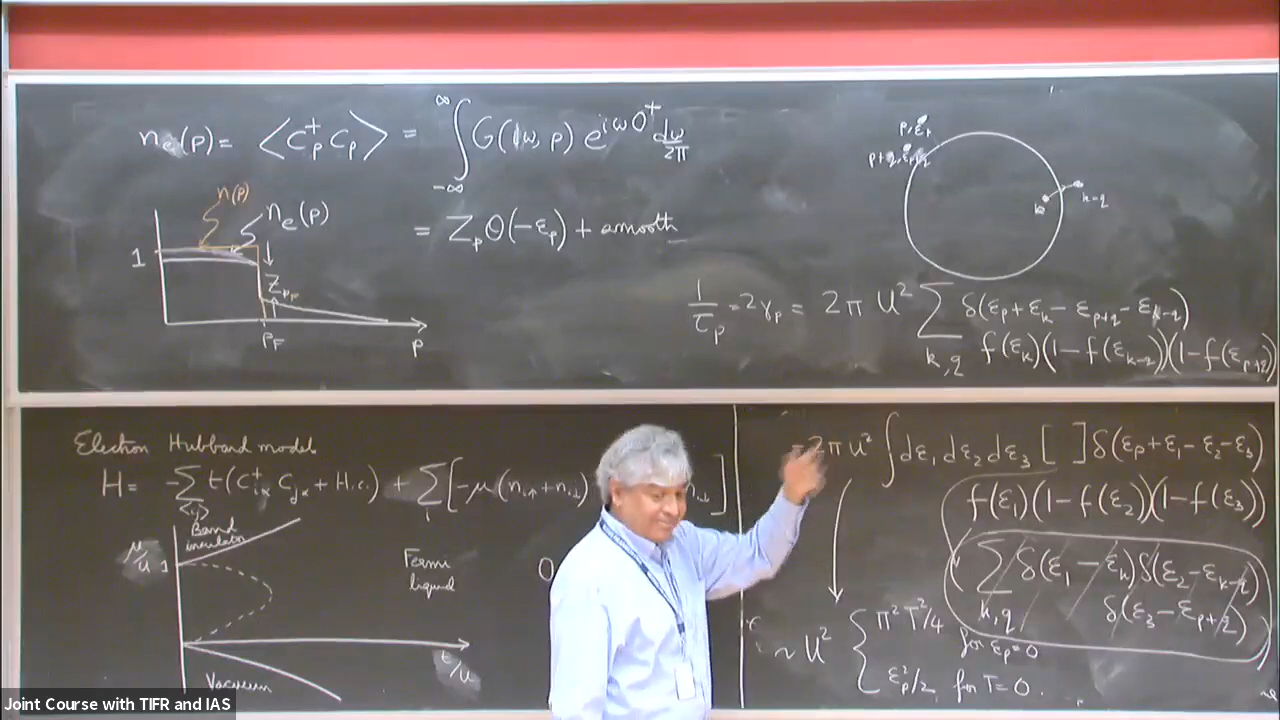 n_e(p) = ⟨C_p^† C_p⟩ = ∫_{-∞}^{∞} G(iω, p) e^{iω0^+} dω/2π
= Z_p Θ(-ε_p) + smooth
n(p)
n_e(p)
1
Z_{p_F}
p_F
p
p, ε_p
p+q, ε_{p+q}
k
k-q
1/τ_p = 2γ_p = 2π U² Σ_{k,q} δ(ε_p + ε_k - ε_{p+q} - ε_{k-q})
f(ε_k)(1-f(ε_{k-q}))(1-f(ε_{p+q}))
Electron Hubbard model
H = -Σ_{<ij>} t(C_{iα}^† C_{jα} + H.c.) + Σ_i [-μ(n_{i↑} + n_{i↓}) n_{i↓}]
Band
insulator
μ/U
1
Fermi
liquid
0
t/U
Vacuum
=2π U² ∫ dε_1 dε_2 dε_3 [ ] δ(ε_p + ε_1 - ε_2 - ε_3)
f(ε_1)(1-f(ε_2))(1-f(ε_3))
Σ_{k,q} δ(ε_1 - ε_k) δ(ε_2 - ε_{k-q})
δ(ε_3 - ε_{p+q})
~ U² { π²T²/4 for ε_p=0
ε_p²/2 for T=0.
Joint Course with TIFR and IAS